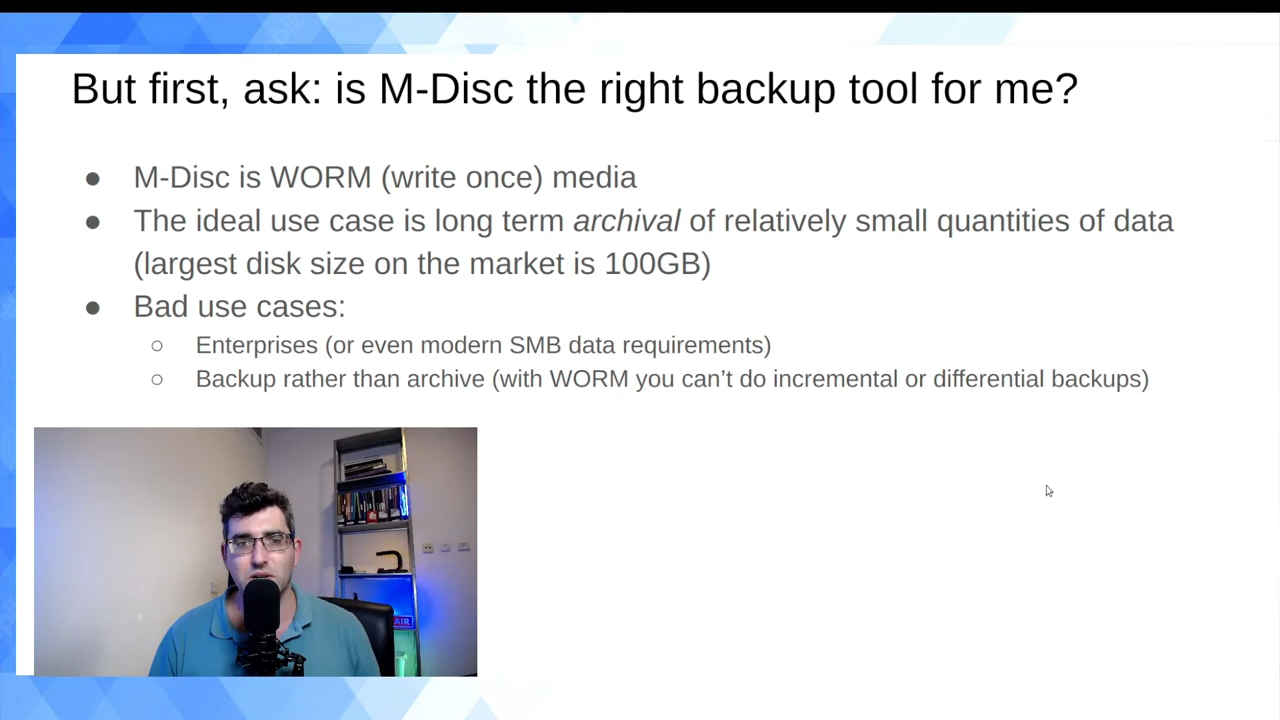 But first, ask: is M-Disc the right backup tool for me?
● M-Disc is WORM (write once) media
● The ideal use case is long term archival of relatively small quantities of data
(largest disk size on the market is 100GB)
● Bad use cases:
○ Enterprises (or even modern SMB data requirements)
○ Backup rather than archive (with WORM you can’t do incremental or differential backups)
AIR